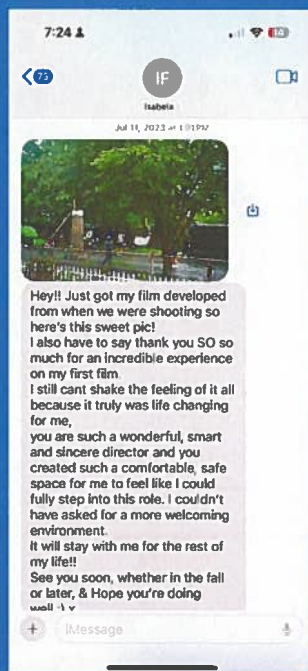 7:24
14
75
IF
Isabela
Jul 11, 2023 at
Hey!! Just got my film developed
from when we were shooting so
here's this sweet pic!
I also have to say thank you SO so
much for an incredible experience
on my first film.
I still cant shake the feeling of it all
because it truly was life changing
for me,
you are such a wonderful, smart
and sincere director and you
created such a comfortable, safe
space for me to feel like I could
fully step into this role. I couldn't
have asked for a more welcoming
environment.
It will stay with me for the rest of
my life!!
See you soon, whether in the fall
or later, & Hope you're doing
well :) x
iMessage